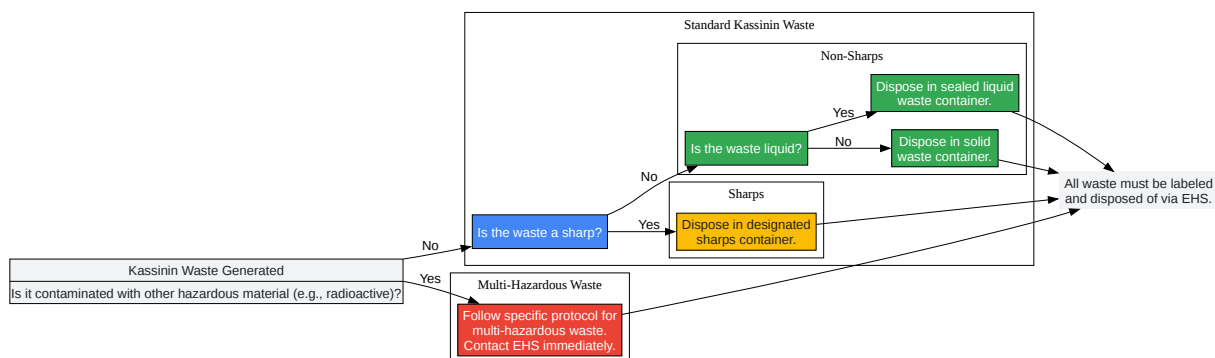 Standard Kassinin Waste
Non-Sharps
Dispose in sealed liquid
waste container.
Yes
Is the waste liquid?
No
Dispose in solid
waste container.
All waste must be labeled
and disposed of via EHS.
No
Sharps
Is the waste a sharp?
Yes
Dispose in designated
sharps container.
No
Kassinin Waste Generated
Is it contaminated with other hazardous material (e.g., radioactive)?
Yes
Multi-Hazardous Waste
Follow specific protocol for
multi-hazardous waste.
Contact EHS immediately.